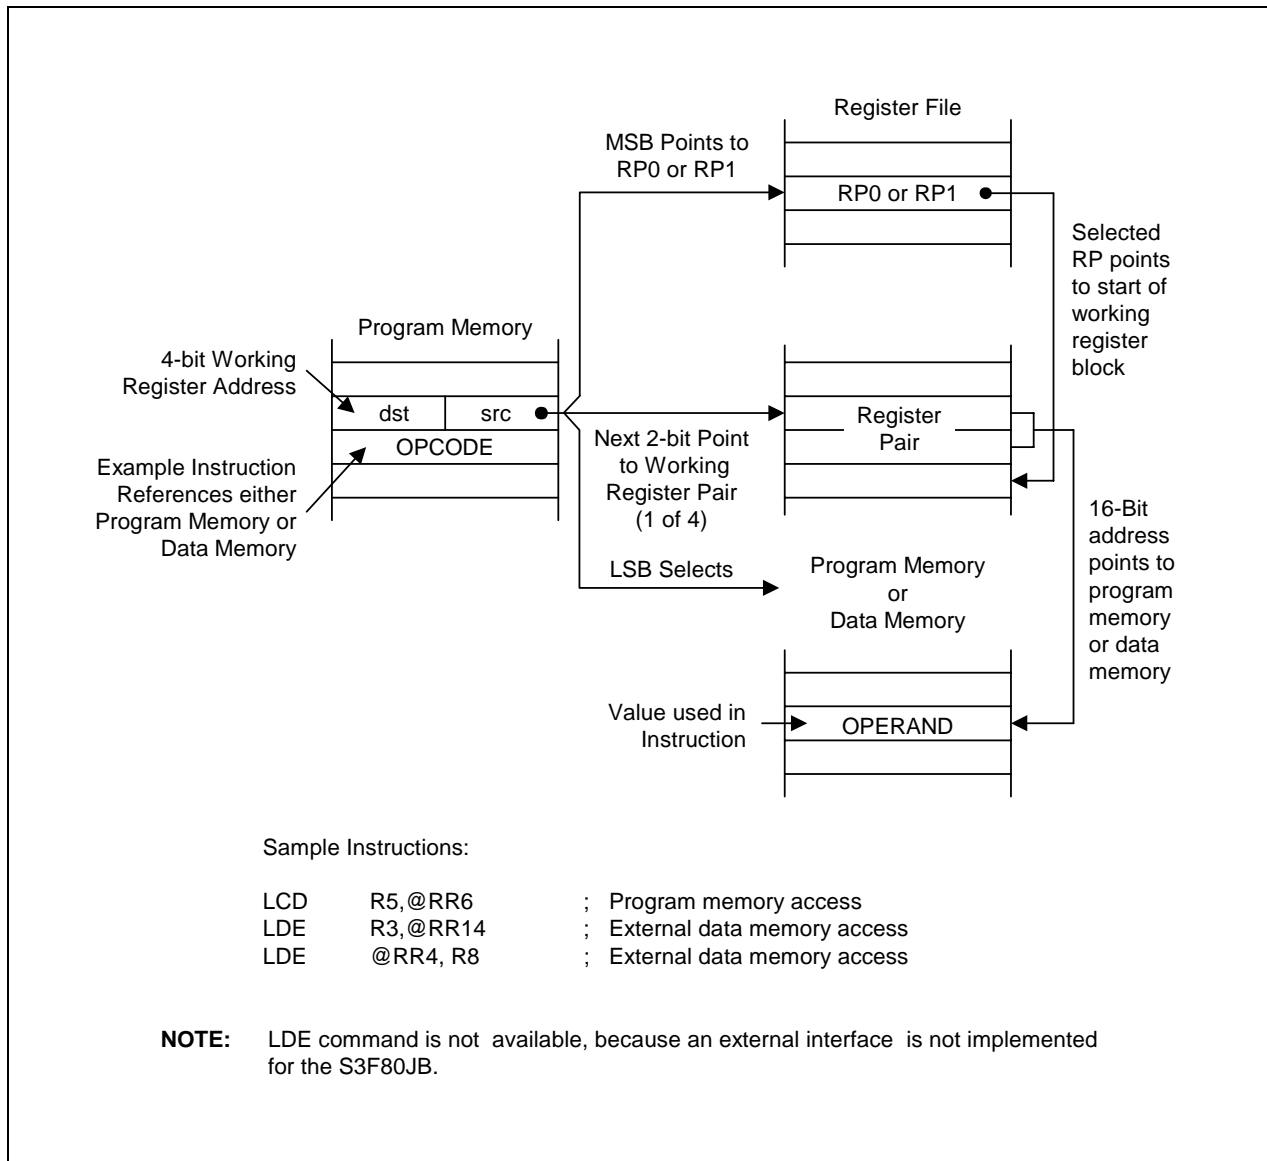 Register File
MSB Points to
RP0 or RP1
RP0 or RP1
Selected
RP points
to start of
working
register
block
Program Memory
4-bit Working
Register Address
dst
src
OPCODE
Register
Pair
Next 2-bit Point
to Working
Register Pair
(1 of 4)
Example Instruction
References either
Program Memory or
Data Memory
16-Bit
address
points to
program
memory
or data
memory
LSB Selects
Program Memory
or
Data Memory
Value used in
Instruction
OPERAND
Sample Instructions:
LCD R5,@RR6 ; Program memory access
LDE R3,@RR14 ; External data memory access
LDE @RR4, R8 ; External data memory access
NOTE: LDE command is not available, because an external interface is not implemented
for the S3F80JB.